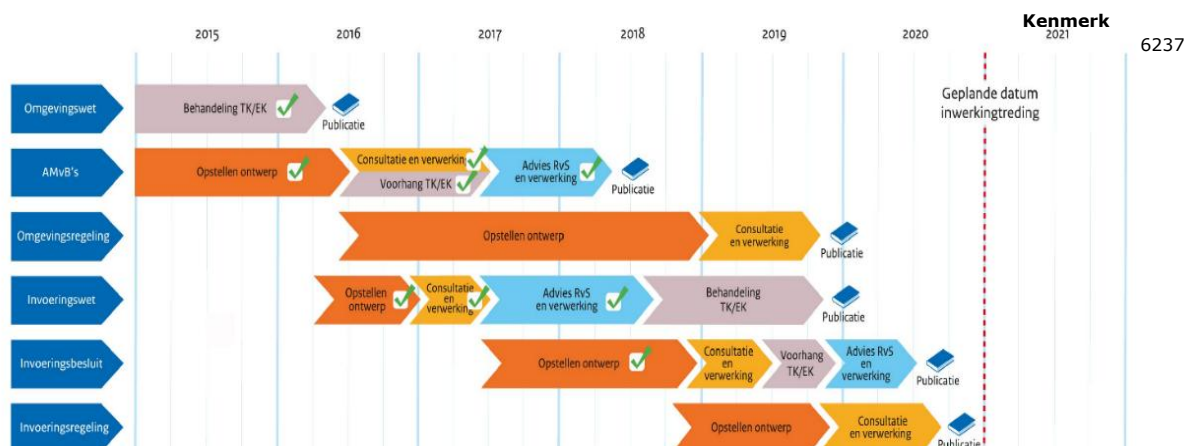 Kenmerk
6237
2015 2016 2017 2018 2019 2020 2021
Geplande datum
inwerkingtreding
Omgevingswet
Behandeling TK/EK
Publicatie
AMvB's
Opstellen ontwerp
Consultatie en verwerkin
Voorhang TK/EK
Advies RvS
en verwerking
Publicatie
Omgevingsregeling
Opstellen ontwerp
Consultatie
en verwerking
Publicatie
Invoeringswet
Opstellen
ontwerp
Consultatie
en
verwerking
Advies RvS
en verwerking
Behandeling
TK/EK
Publicatie
Invoeringsbesluit
Opstellen ontwerp
Consultatie
en
verwerking
Voorhang
TK/EK
Advies RvS
en
verwerking
Publicatie
Invoeringsregeling
Opstellen ontwerp
Consultatie
en verwerking
Publicatie